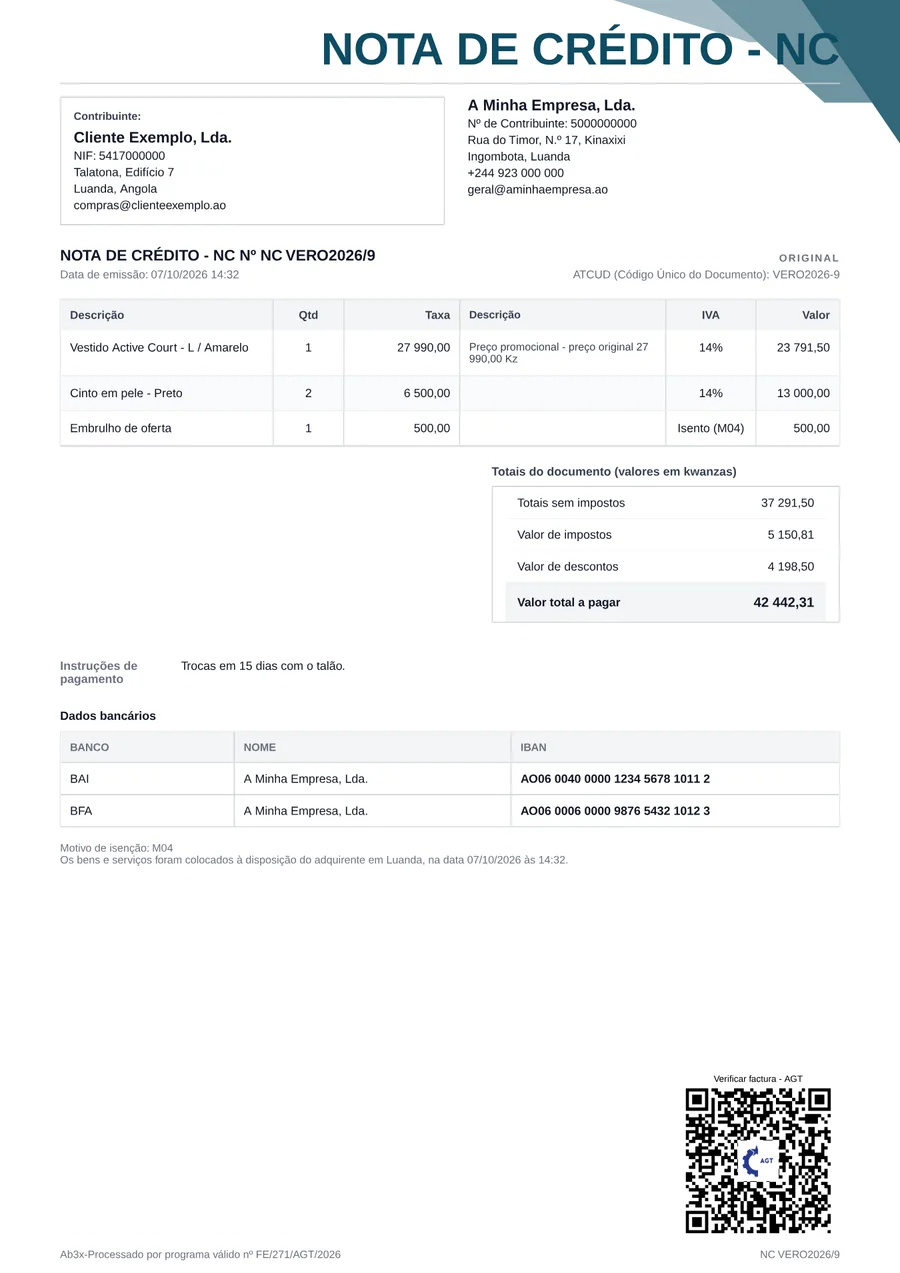 NOTA DE CRÉDITO - NC
Contribuinte:
Cliente Exemplo, Lda.
NIF: 5417000000
Talatona, Edifício 7
Luanda, Angola
compras@clienteexemplo.ao
A Minha Empresa, Lda.
Nº de Contribuinte: 5000000000
Rua do Timor, N.º 17, Kinaxixi
Ingombota, Luanda
+244 923 000 000
geral@aminhaempresa.ao
NOTA DE CRÉDITO - NC Nº NC VERO2026/9
Data de emissão: 07/10/2026 14:32
ORIGINAL
ATCUD (Código Único do Documento): VERO2026-9
Descrição Qtd Taxa Descrição IVA Valor
Vestido Active Court - L / Amarelo 1 27 990,00 Preço promocional - preço original 27 14% 23 791,50
990,00 Kz
Cinto em pele - Preto 2 6 500,00 14% 13 000,00
Embrulho de oferta 1 500,00 Isento (M04) 500,00
Totais do documento (valores em kwanzas)
Totais sem impostos 37 291,50
Valor de impostos 5 150,81
Valor de descontos 4 198,50
Valor total a pagar 42 442,31
Instruções de Trocas em 15 dias com o talão.
pagamento
Dados bancários
BANCO NOME IBAN
BAI A Minha Empresa, Lda. AO06 0040 0000 1234 5678 1011 2
BFA A Minha Empresa, Lda. AO06 0006 0000 9876 5432 1012 3
Motivo de isenção: M04
Os bens e serviços foram colocados à disposição do adquirente em Luanda, na data 07/10/2026 às 14:32.
Verificar factura - AGT
AGT
Ab3x-Processado por programa válido nº FE/271/AGT/2026
NC VERO2026/9